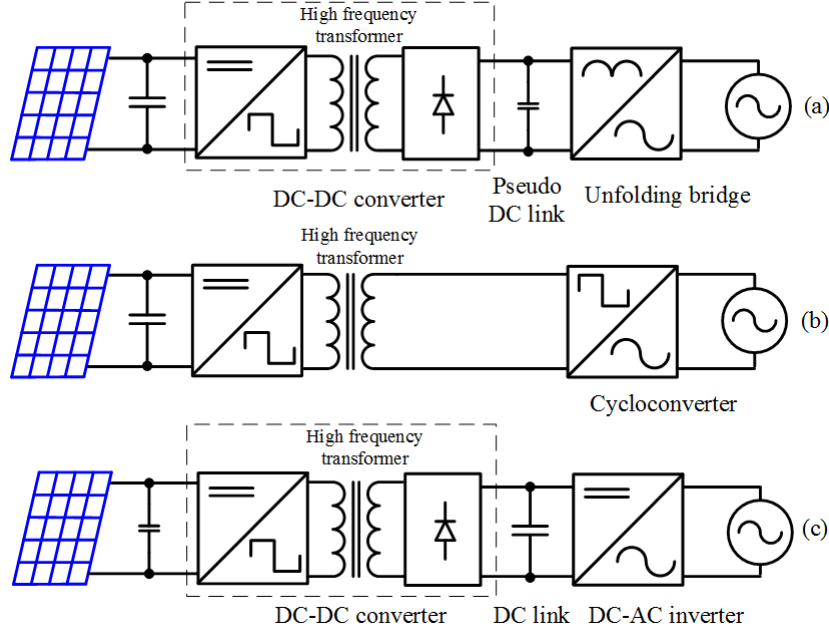 High frequency
transformer
(a)
DC-DC converter
Pseudo
DC link
Unfolding bridge
High frequency
transformer
(b)
Cycloconverter
High frequency
transformer
(c)
DC-DC converter
DC link
DC-AC inverter